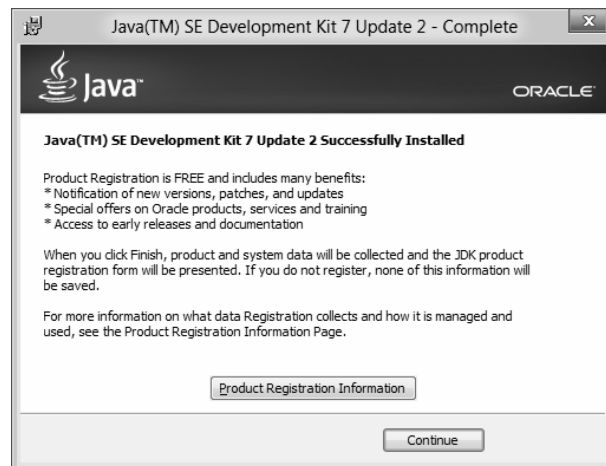 Java(TM) SE Development Kit 7 Update 2 - Complete
x
Java™
ORACLE®
Java(TM) SE Development Kit 7 Update 2 Successfully Installed
Product Registration is FREE and includes many benefits:
* Notification of new versions, patches, and updates
* Special offers on Oracle products, services and training
* Access to early releases and documentation
When you click Finish, product and system data will be collected and the JDK product
registration form will be presented. If you do not register, none of this information will
be saved.
For more information on what data Registration collects and how it is managed and
used, see the Product Registration Information Page.
Product Registration Information
Continue